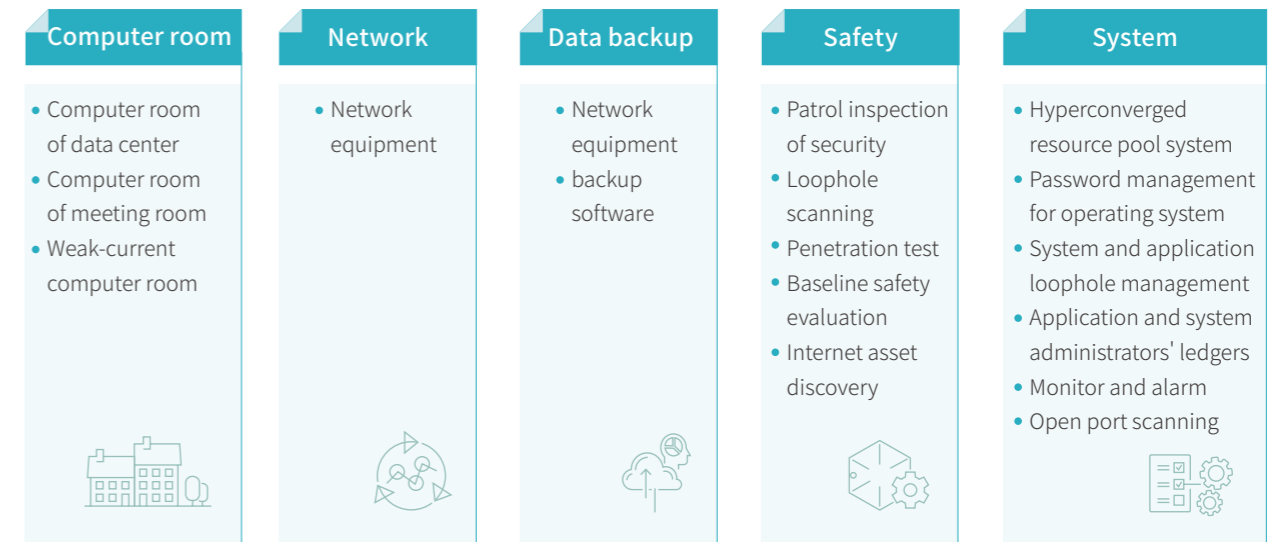 Computer room
• Computer room
of data center
• Computer room
of meeting room
• Weak-current
computer room
Network
• Network
equipment
Data backup
• Network
equipment
• backup
software
Safety
• Patrol inspection
of security
• Loophole
scanning
• Penetration test
• Baseline safety
evaluation
• Internet asset
discovery
System
• Hyperconverged
resource pool system
• Password management
for operating system
• System and application
loophole management
• Application and system
administrators' ledgers
• Monitor and alarm
• Open port scanning